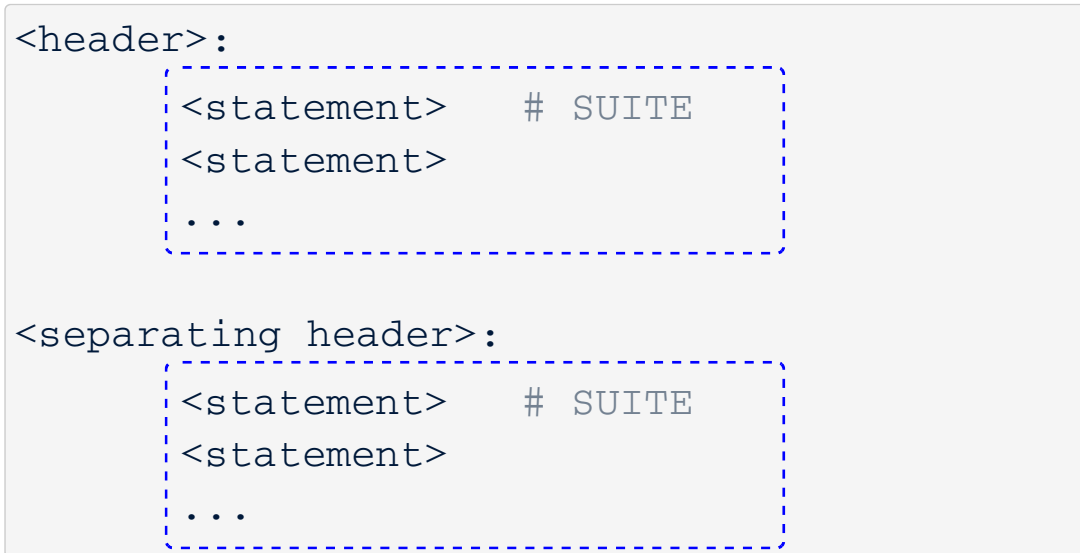 <header>:
<statement>   # SUITE
<statement>
...
<separating header>:
<statement>   # SUITE
<statement>
...